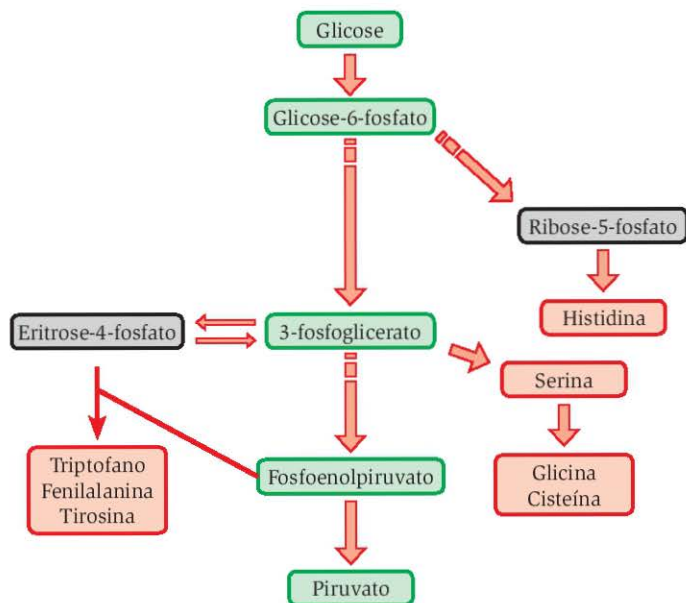 Glicose
Glicose-6-fosfato
Ribose-5-fosfato
Histidina
Eritrose-4-fosfato
3-fosfoglicerato
Serina
Triptofano
Fenilalanina
Tirosina
Fosfoenolpiruvato
Glicina
Cisteína
Piruvato